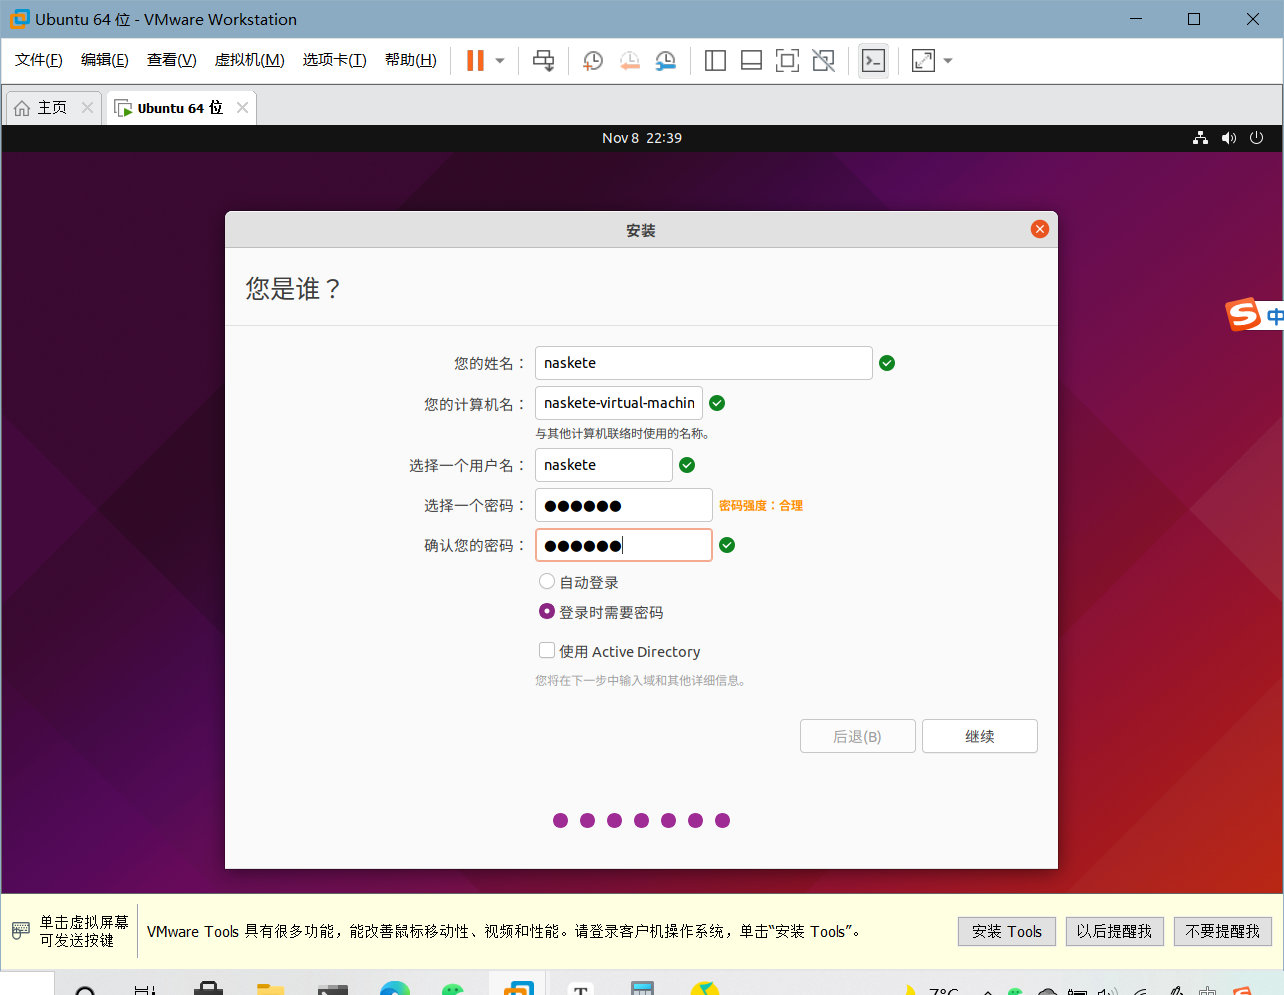 Ubuntu 64 位 - VMware Workstation
文件(F) 编辑(E) 查看(V) 虚拟机(M) 选项卡(T) 帮助(H)
主页 Ubuntu 64 位
Nov 8 22:39
安装
您是谁？
中
您的姓名： naskete
您的计算机名： naskete-virtual-machin
与其他计算机联络时使用的名称。
选择一个用户名： naskete
选择一个密码： ●●●●●● 密码强度：合理
确认您的密码： ●●●●●●
自动登录
登录时需要密码
使用 Active Directory
您将在下一步中输入域和其他详细信息。
后退(B) 继续
单击虚拟屏幕
可发送按键
VMware Tools 具有很多功能，能改善鼠标移动性、视频和性能。请登录客户机操作系统，单击“安装 Tools”。
安装 Tools 以后提醒我 不要提醒我
7°C